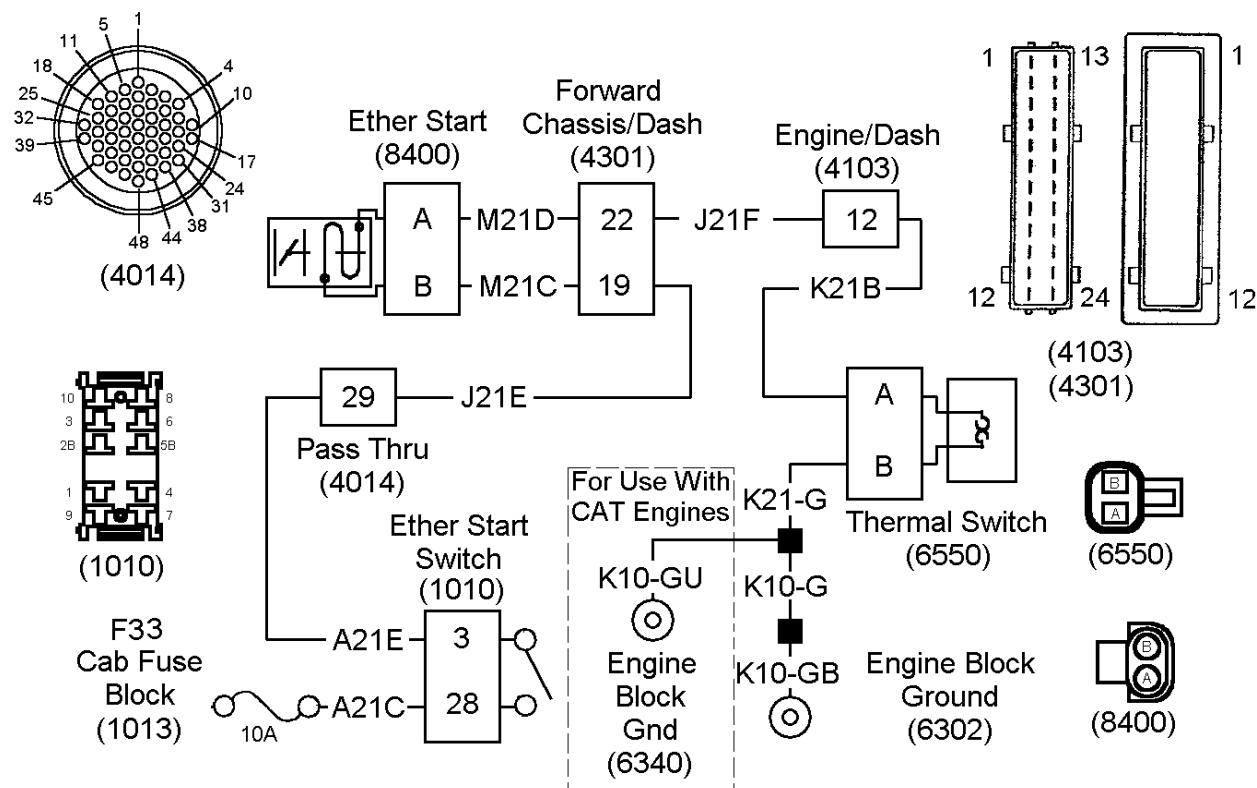 1
5
11
18
25
32
39
45
48
44
38
31
24
17
10
4
(4014)
Ether Start
(8400)
A
B
M21D
M21C
Forward
Chassis/Dash
(4301)
22
19
J21F
Engine/Dash
(4103)
12
K21B
1
13
12
24
1
12
(4103)
(4301)
10
8
3
6
2B
5B
1
4
9
7
(1010)
29
J21E
Pass Thru
(4014)
A
B
Thermal Switch
(6550)
B
A
(6550)
For Use With
CAT Engines
K21-G
K10-GU
K10-G
K10-GB
Engine
Block
Gnd
(6340)
Engine Block
Ground
(6302)
Ether Start
Switch
(1010)
A21E
3
A21C
28
F33
Cab Fuse
Block
(1013)
10A
B
A
(8400)